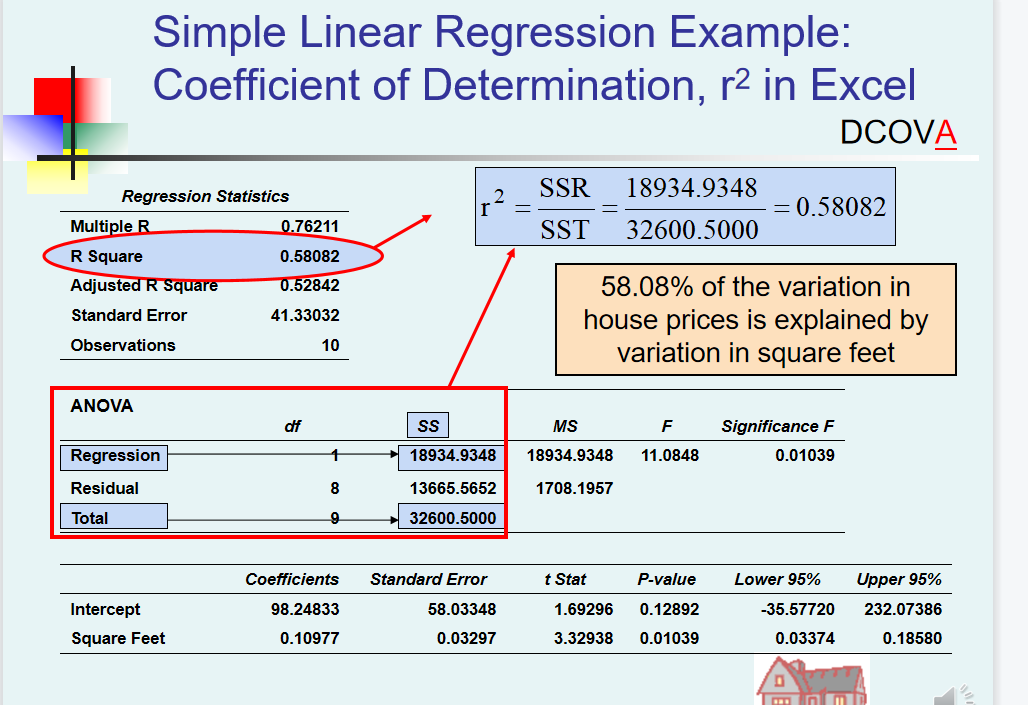 Simple Linear Regression Example:
Coefficient of Determination, r² in Excel
DCOVA
Regression Statistics
Multiple R 0.76211
R Square 0.58082
Adjusted R Square 0.52842
Standard Error 41.33032
Observations 10
r² = SSR / SST = 18934.9348 / 32600.5000 = 0.58082
58.08% of the variation in
house prices is explained by
variation in square feet
ANOVA
df SS MS F Significance F
Regression 1 18934.9348 18934.9348 11.0848 0.01039
Residual 8 13665.5652 1708.1957
Total 9 32600.5000
Coefficients Standard Error t Stat P-value Lower 95% Upper 95%
Intercept 98.24833 58.03348 1.69296 0.12892 -35.57720 232.07386
Square Feet 0.10977 0.03297 3.32938 0.01039 0.03374 0.18580